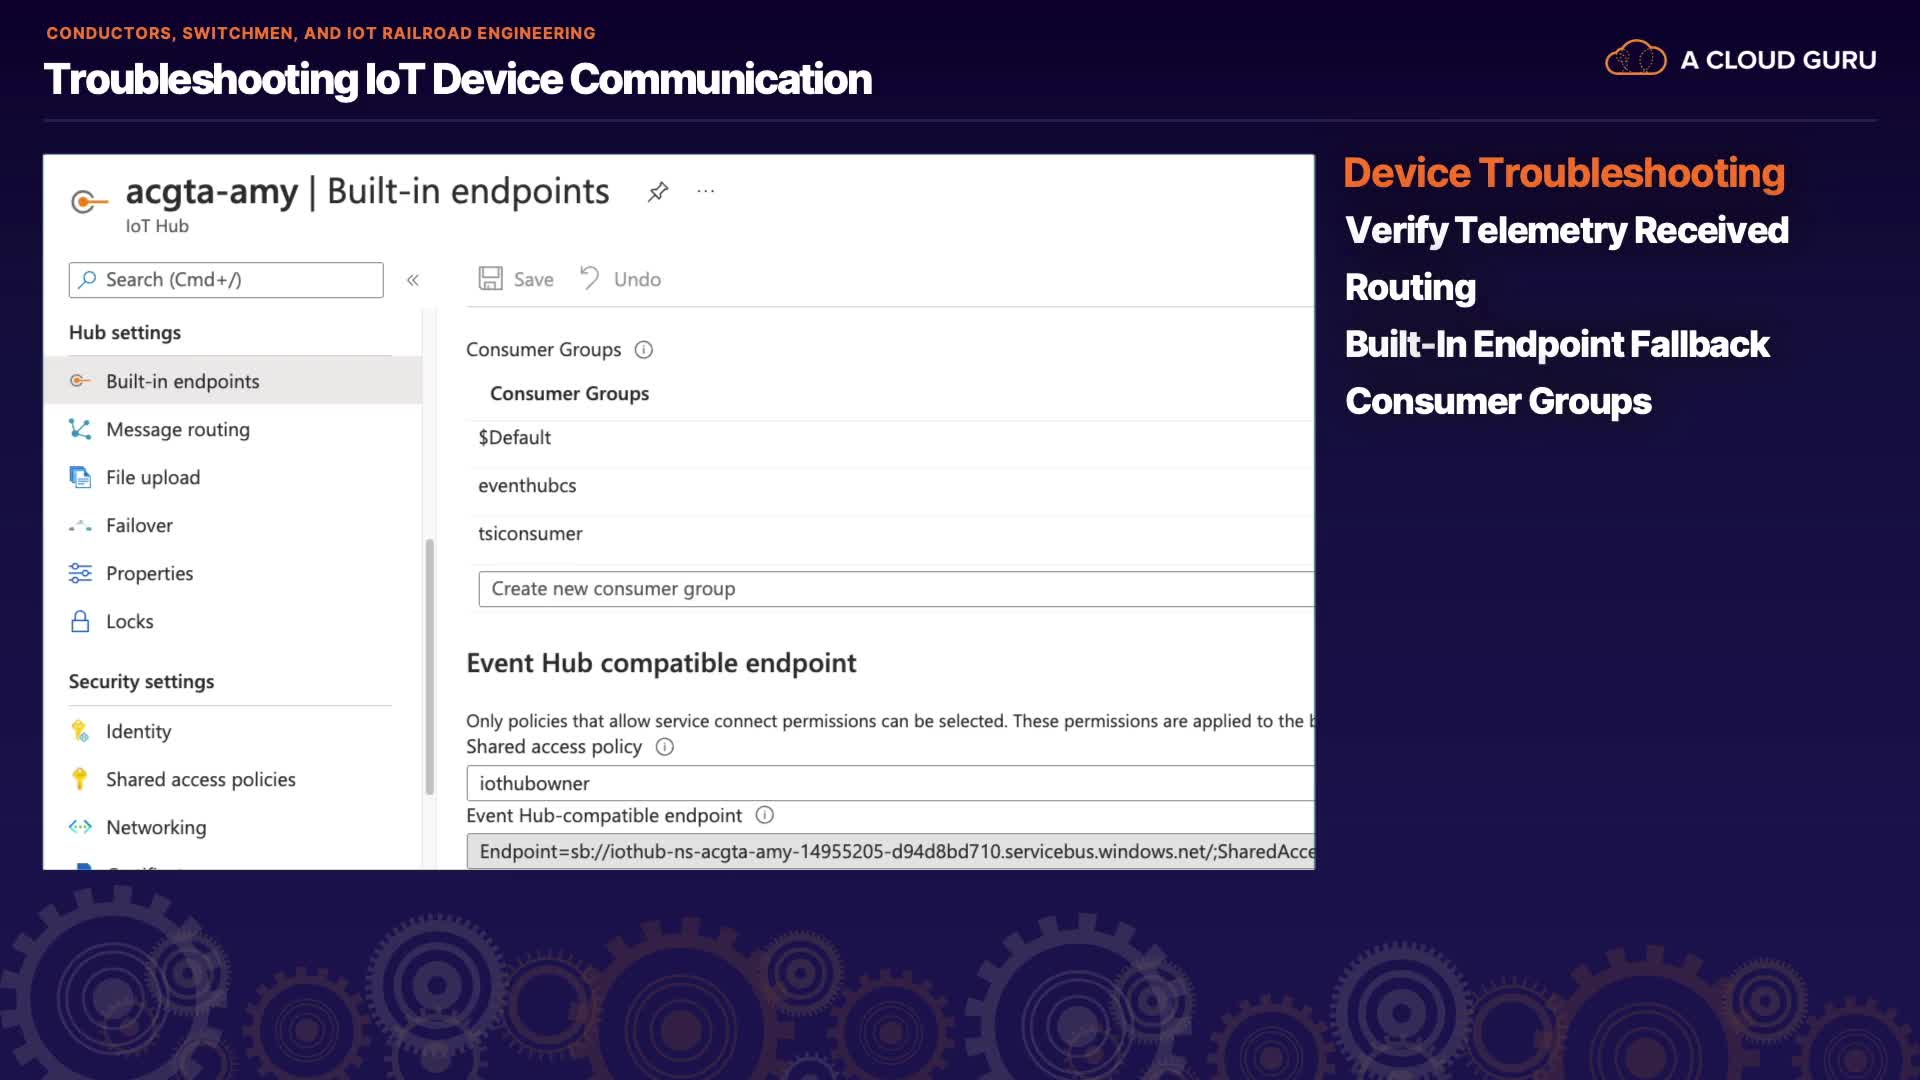 CONDUCTORS, SWITCHMEN, AND IOT RAILROAD ENGINEERING
Troubleshooting IoT Device Communication
A CLOUD GURU
acgta-amy | Built-in endpoints
IoT Hub
Search (Cmd+/)
Hub settings
Built-in endpoints
Message routing
File upload
Failover
Properties
Locks
Security settings
Identity
Shared access policies
Networking
Save
Undo
Consumer Groups
Consumer Groups
$Default
eventhubcs
tsiconsumer
Create new consumer group
Event Hub compatible endpoint
Only policies that allow service connect permissions can be selected. These permissions are applied to the
Shared access policy
iothubowner
Event Hub-compatible endpoint
Endpoint=sb://iothub-ns-acgta-amy-14955205-d94d8bd710.servicebus.windows.net/;SharedAcce
Device Troubleshooting
Verify Telemetry Received
Routing
Built-In Endpoint Fallback
Consumer Groups